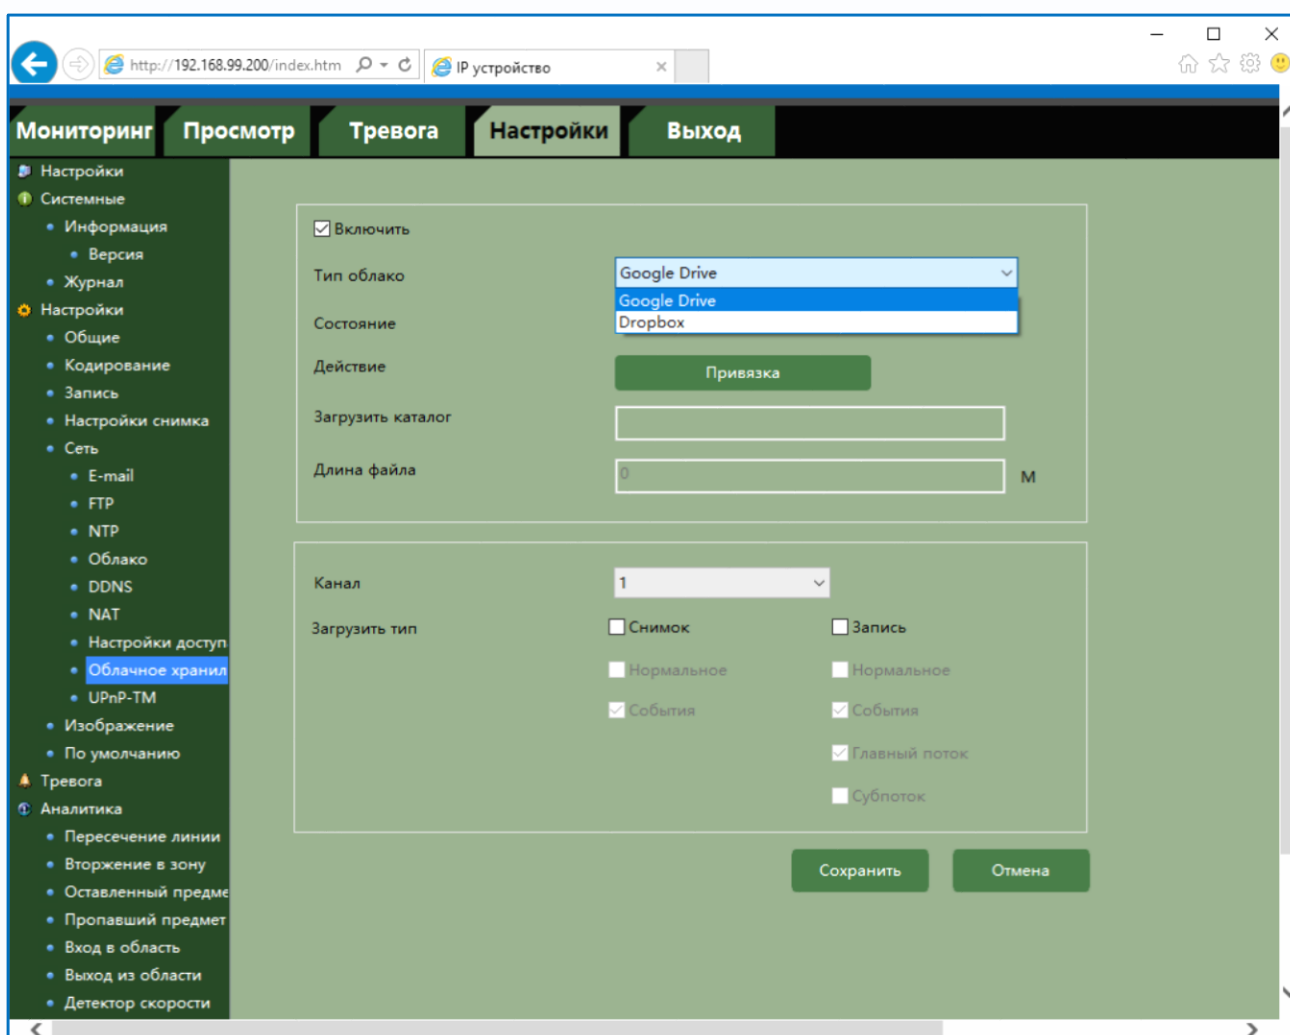 http://192.168.99.200/index.htm
IP устройство
Мониторинг Просмотр Тревога Настройки Выход
Настройки
Системные
Информация
Версия
Журнал
Настройки
Общие
Кодирование
Запись
Настройки снимка
Сеть
E-mail
FTP
NTP
Облако
DDNS
NAT
Настройки доступ
Облачное хранил
UPnP-TM
Изображение
По умолчанию
Тревога
Аналитика
Пересечение линии
Вторжение в зону
Оставленный предме
Пропавший предмет
Вход в область
Выход из области
Детектор скорости
Включить
Тип облако Google Drive
Google Drive
Dropbox
Состояние
Действие Привязка
Загрузить каталог
Длина файла 0 M
Канал 1
Загрузить тип Снимок Запись
Нормальное Нормальное
События События
Главный поток
Субпоток
Сохранить Отмена